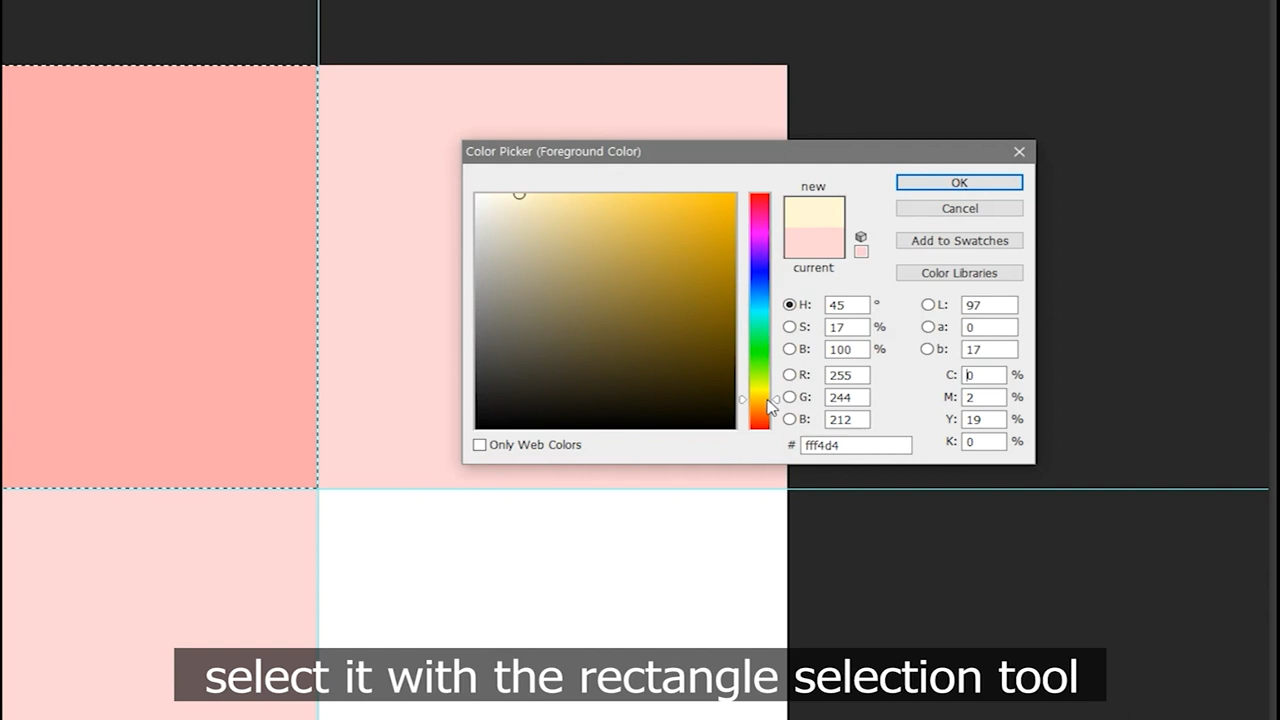 Color Picker (Foreground Color)
new
current
OK
Cancel
Add to Swatches
Color Libraries
H: 45 °
S: 17 %
B: 100 %
R: 255
G: 244
B: 212
# fff4d4
L: 97
a: 0
b: 17
C: 0 %
M: 2 %
Y: 19 %
K: 0 %
Only Web Colors
select it with the rectangle selection tool